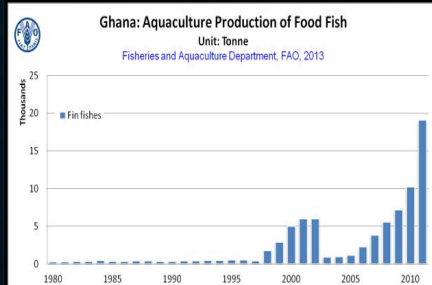 Ghana: Aquaculture Production of Food Fish
Unit: Tonne
Fisheries and Aquaculture Department, FAO, 2013
Thousands
25
20
15
10
5
0
Fin fishes
1980
1985
1990
1995
2000
2005
2010